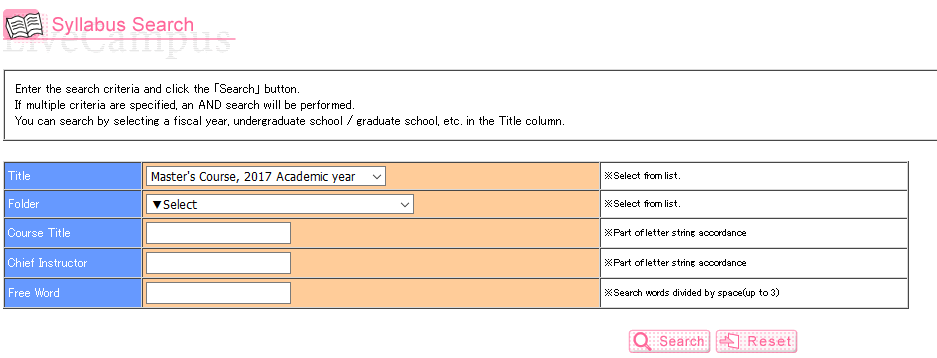 Syllabus Search
LiveCampus
Enter the search criteria and click the 「Search」 button.
If multiple criteria are specified, an AND search will be performed.
You can search by selecting a fiscal year, undergraduate school / graduate school, etc. in the Title column.
Title Master's Course, 2017 Academic year ※Select from list.
Folder ▼Select ※Select from list.
Course Title ※Part of letter string accordance
Chief Instructor ※Part of letter string accordance
Free Word ※Search words divided by space(up to 3)
Search Reset